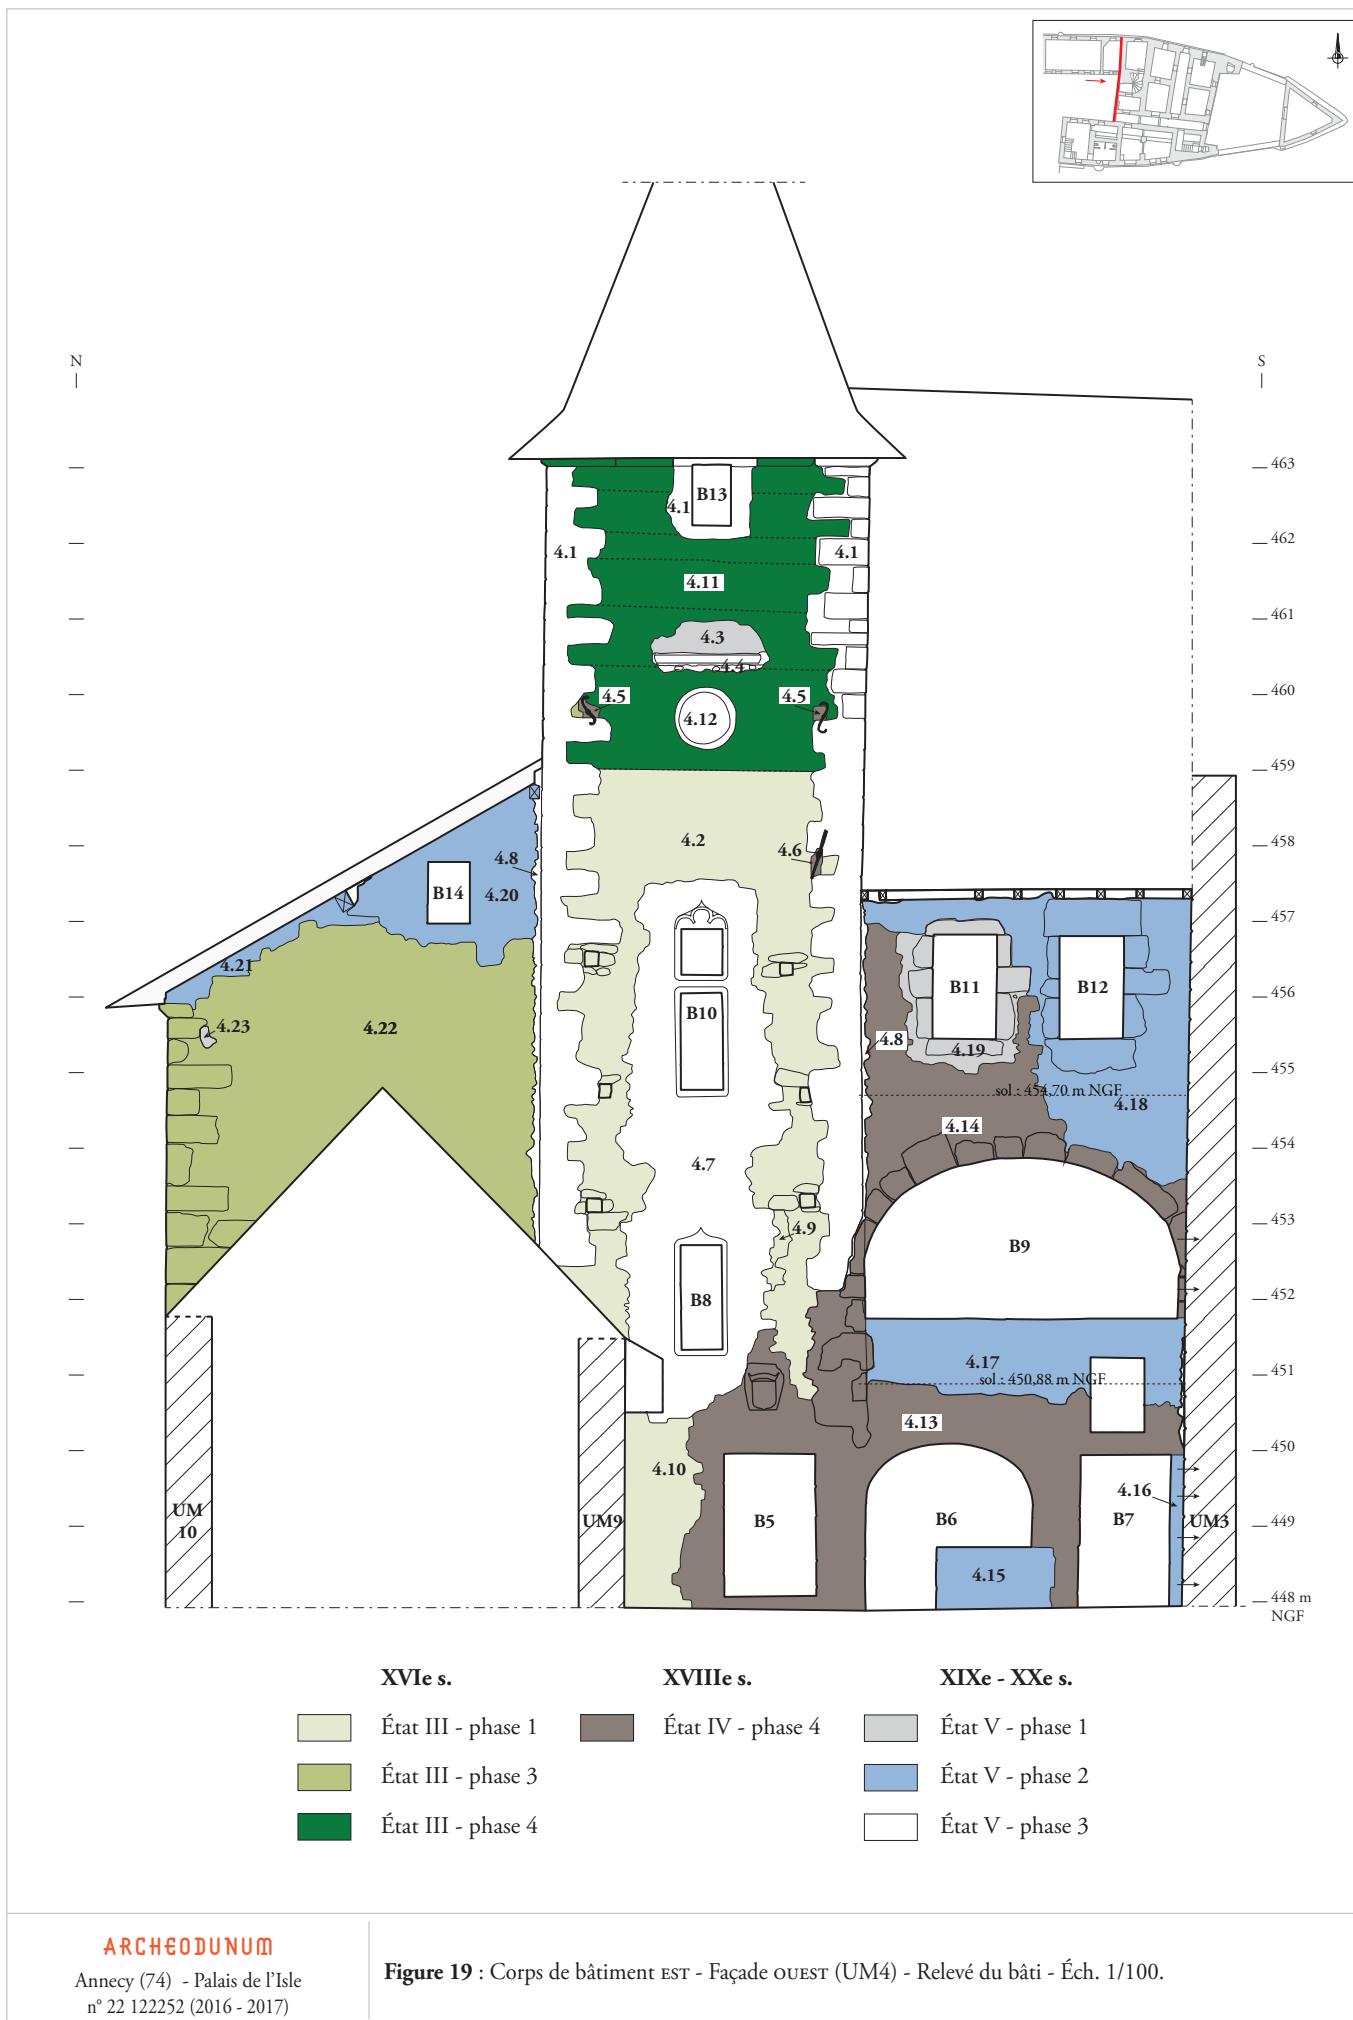 N
S
463
462
461
460
459
458
457
456
455
454
453
452
451
450
449
448 m
NGF
B13
4.1
4.1
4.1
4.11
4.3
4.4
4.5
4.5
4.12
4.2
4.6
4.8
B14
4.20
4.21
4.23
4.22
B10
B11
B12
4.8
4.19
sol : 454,70 m NGF
4.18
4.14
4.7
4.9
B9
B8
4.17
sol : 450,88 m NGF
4.13
4.10
4.16
UM
10
UM9
B5
B6
B7
UM3
4.15
XVIe s.
État III - phase 1
État III - phase 3
État III - phase 4
XVIIIe s.
État IV - phase 4
XIXe - XXe s.
État V - phase 1
État V - phase 2
État V - phase 3
ARCHEODUNUM
Annecy (74) - Palais de l'Isle
n° 22 122252 (2016 - 2017)
Figure 19 : Corps de bâtiment EST - Façade OUEST (UM4) - Relevé du bâti - Éch. 1/100.